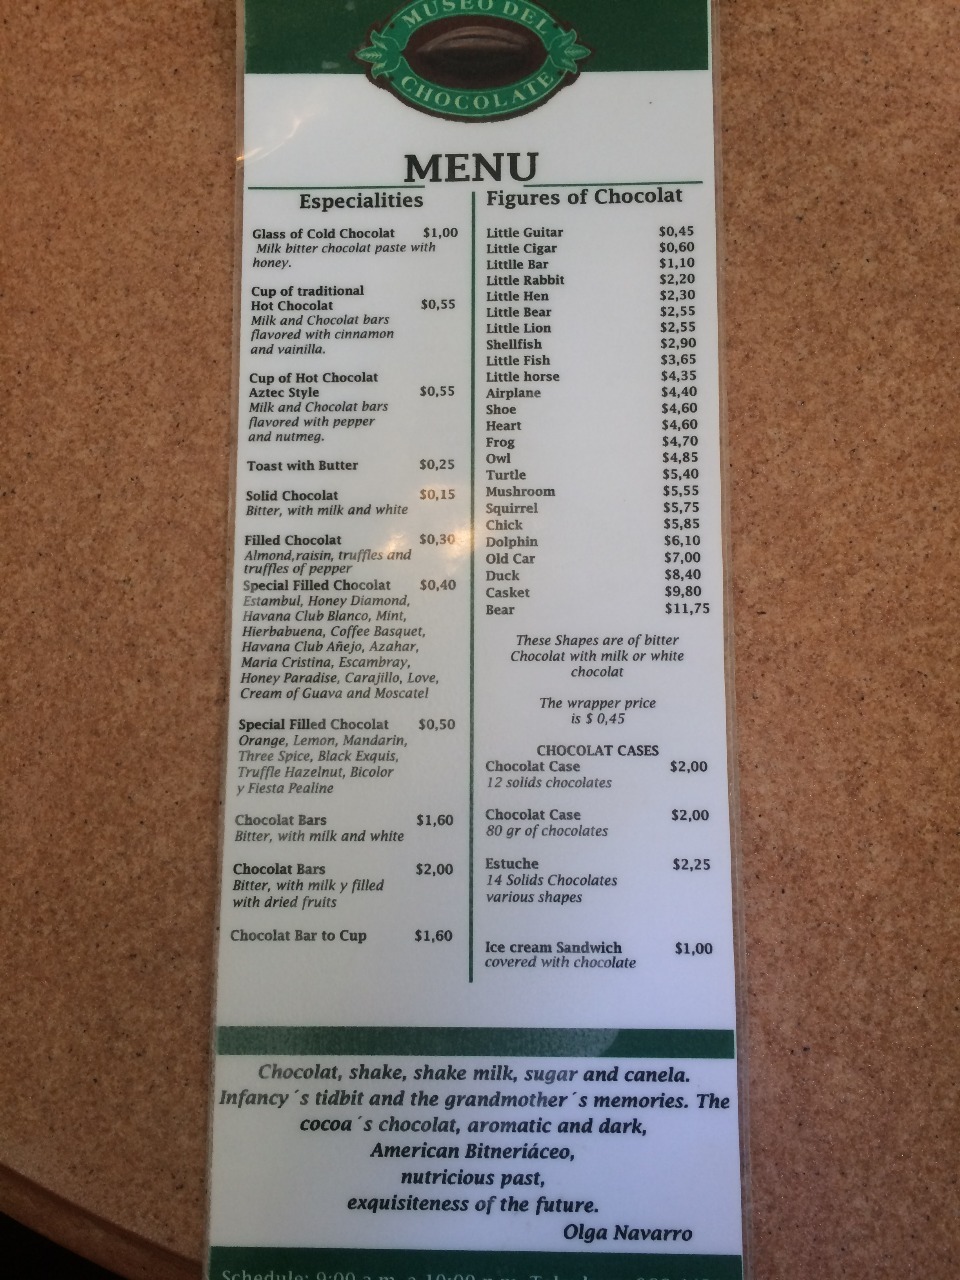 MUSEO DEL
CHOCOLATE
MENU
Especialities
Glass of Cold Chocolat $1,00
Milk bitter chocolat paste with
honey.
Cup of traditional
Hot Chocolat $0,55
Milk and Chocolat bars
flavored with cinnamon
and vainilla.
Cup of Hot Chocolat
Aztec Style $0,55
Milk and Chocolat bars
flavored with pepper
and nutmeg.
Toast with Butter $0,25
Solid Chocolat $0,15
Bitter, with milk and white
Filled Chocolat $0,30
Almond,raisin, truffles and
truffles of pepper
Special Filled Chocolat $0,40
Estambul, Honey Diamond,
Havana Club Blanco, Mint,
Hierbabuena, Coffee Basquet,
Havana Club Añejo, Azahar,
Maria Cristina, Escambray,
Honey Paradise, Carajillo, Love,
Cream of Guava and Moscatel
Special Filled Chocolat $0,50
Orange, Lemon, Mandarin,
Three Spice, Black Exquis,
Truffle Hazelnut, Bicolor
y Fiesta Pealine
Chocolat Bars $1,60
Bitter, with milk and white
Chocolat Bars $2,00
Bitter, with milk y filled
with dried fruits
Chocolat Bar to Cup $1,60
Figures of Chocolat
Little Guitar $0,45
Little Cigar $0,60
Littlle Bar $1,10
Little Rabbit $2,20
Little Hen $2,30
Little Bear $2,55
Little Lion $2,55
Shellfish $2,90
Little Fish $3,65
Little horse $4,35
Airplane $4,40
Shoe $4,60
Heart $4,60
Frog $4,70
Owl $4,85
Turtle $5,40
Mushroom $5,55
Squirrel $5,75
Chick $5,85
Dolphin $6,10
Old Car $7,00
Duck $8,40
Casket $9,80
Bear $11,75
These Shapes are of bitter
Chocolat with milk or white
chocolat
The wrapper price
is $ 0,45
CHOCOLAT CASES
Chocolat Case $2,00
12 solids chocolates
Chocolat Case $2,00
80 gr of chocolates
Estuche $2,25
14 Solids Chocolates
various shapes
Ice cream Sandwich $1,00
covered with chocolate
Chocolat, shake, shake milk, sugar and canela.
Infancy´s tidbit and the grandmother´s memories. The
cocoa´s chocolat, aromatic and dark,
American Bitneriáceo,
nutricious past,
exquisiteness of the future.
Olga Navarro
Schedule: 9:00 a.m. a 10:00 p.m.